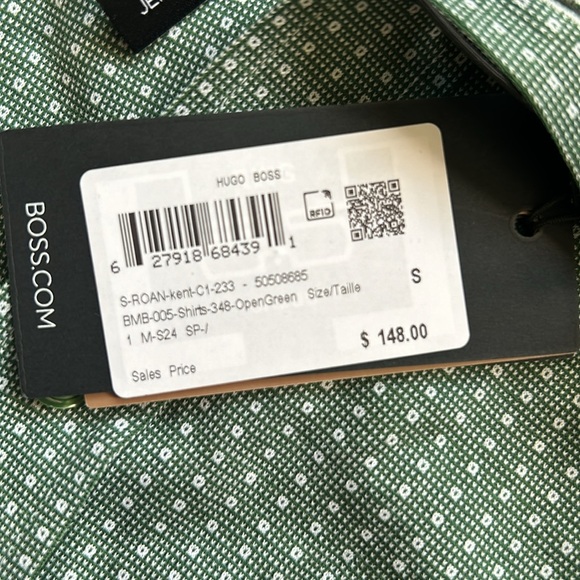 JE
HUGO BOSS
RFID
6 27918 68439 1
S-ROAN-kent-C1-233 - 50508685
BMB-005-Shirts-348-OpenGreen Size/Taille S
1 M-S24 SP-/
$ 148.00
Sales Price
BOSS.COM